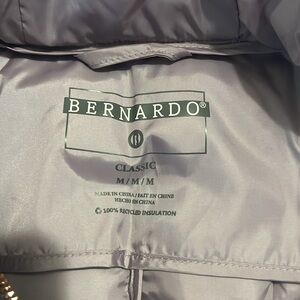 BERNARDO®
CLASSIC
M / M / M
MADE IN CHINA / FAIT EN CHINE
HECHO EN CHINA
100% RECYCLED INSULATION